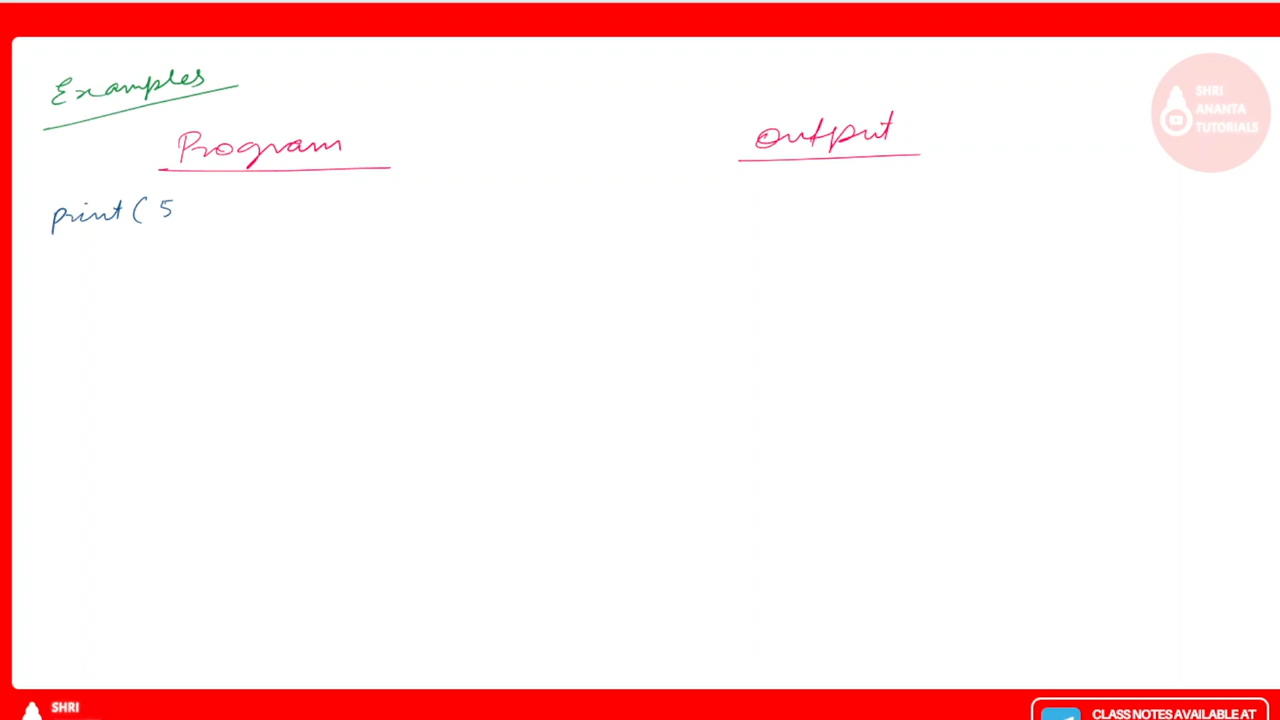 Examples
Program
output
print ( 5
SHRI
ANANTA
TUTORIALS
SHRI
CLASS NOTES AVAILABLE AT